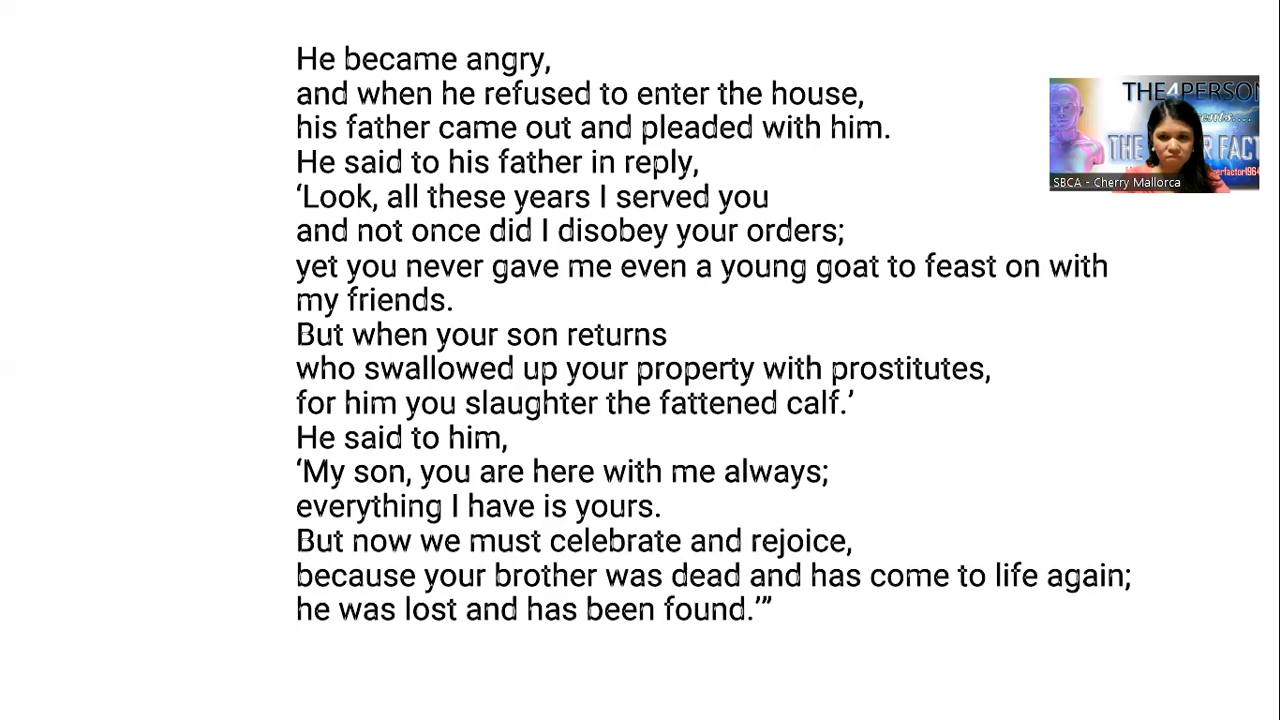 He became angry,
and when he refused to enter the house,
his father came out and pleaded with him.
He said to his father in reply,
‘Look, all these years I served you
and not once did I disobey your orders;
yet you never gave me even a young goat to feast on with
my friends.
But when your son returns
who swallowed up your property with prostitutes,
for him you slaughter the fattened calf.’
He said to him,
‘My son, you are here with me always;
everything I have is yours.
But now we must celebrate and rejoice,
because your brother was dead and has come to life again;
he was lost and has been found.’”
THE4PERSON
THE
FACT
SBCA - Cherry Mallorca